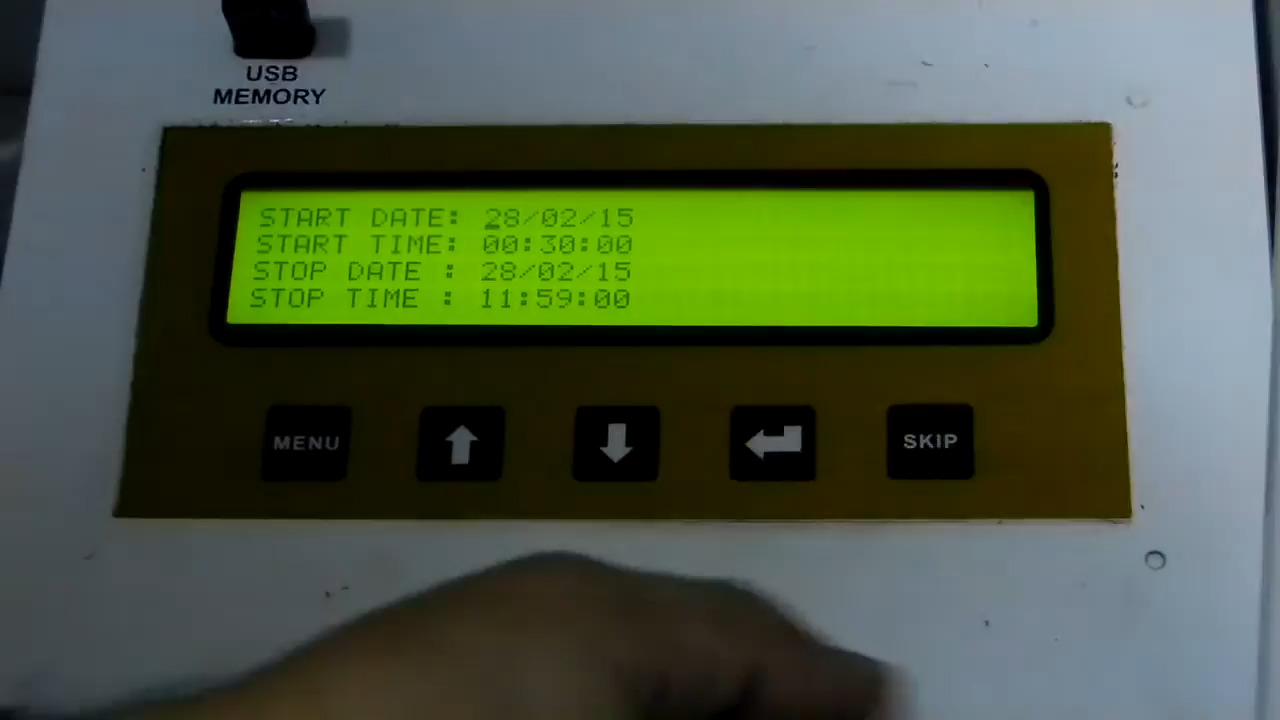 USB
MEMORY
START DATE: 28/02/15
START TIME: 00:30:00
STOP DATE : 28/02/15
STOP TIME : 11:59:00
MENU
SKIP